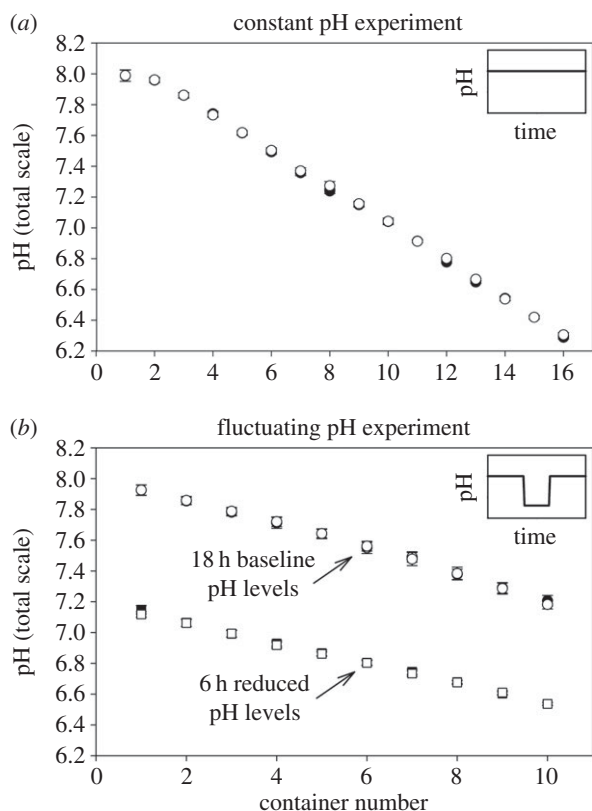 (a) constant pH experiment
8.2
8.0
7.8
7.6
7.4
7.2
7.0
6.8
6.6
6.4
6.2
pH (total scale)
pH
time
0 2 4 6 8 10 12 14 16
(b) fluctuating pH experiment
8.2
8.0
7.8
7.6
7.4
7.2
7.0
6.8
6.6
6.4
6.2
pH (total scale)
pH
time
18 h baseline
pH levels
6 h reduced
pH levels
0 2 4 6 8 10
container number